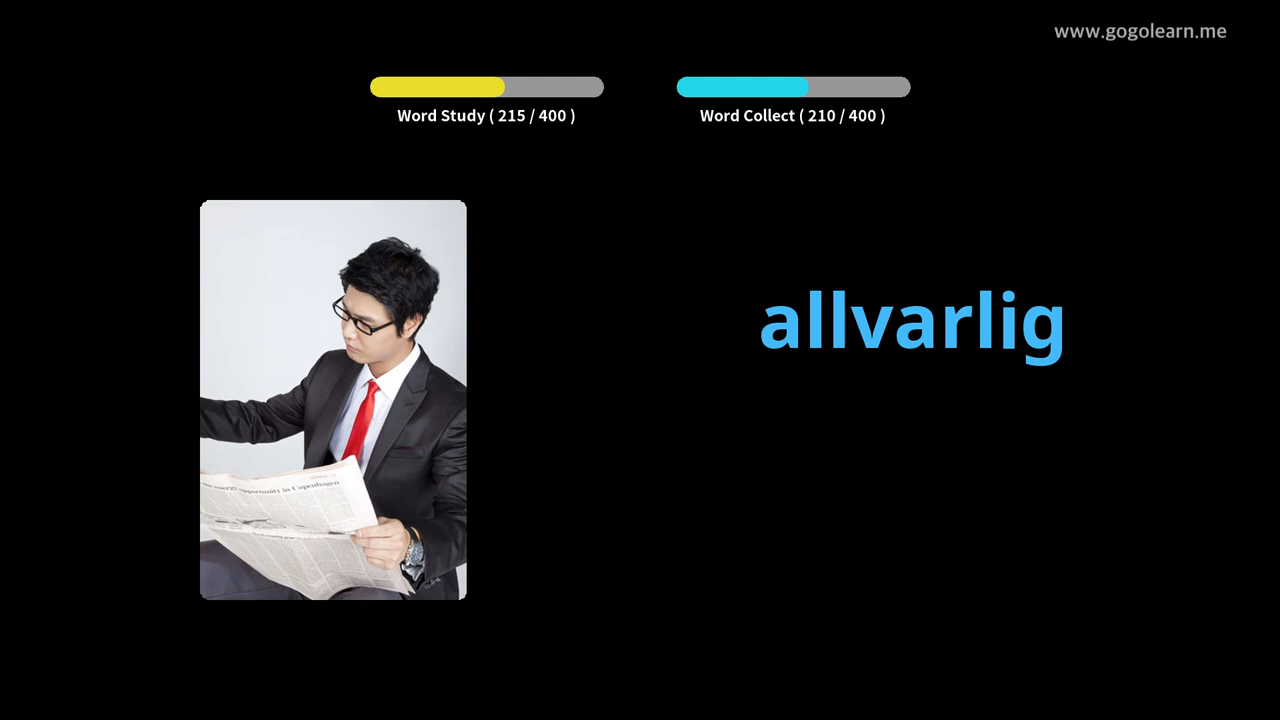 www.gogolearn.me
Word Study ( 215 / 400 )
Word Collect ( 210 / 400 )
allvarlig
opportunity in Copenhagen